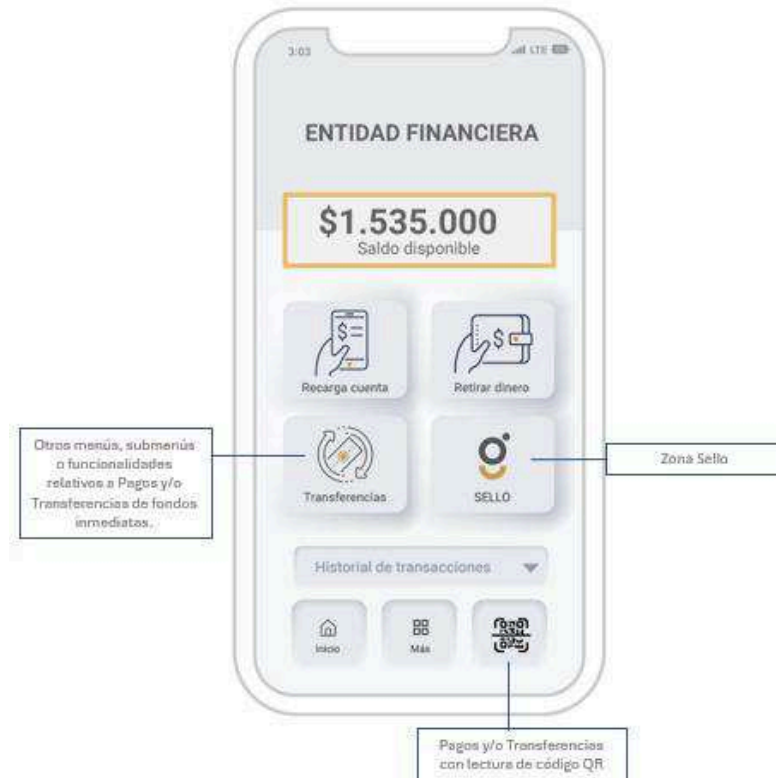 3:03
LTE
ENTIDAD FINANCIERA
$1.535.000
Saldo disponible
Recarga cuenta
Retirar dinero
Otros menús, submenús
o funcionalidades
relativos a Pagos y/o
Transferencias de fondos
inmediatas.
Transferencias
SELLO
Zona Sello
Historial de transacciones
Inicio
Más
Pagos y/o Transferencias
con lectura de código QR